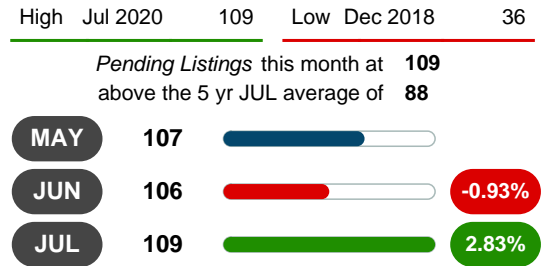 High Jul 2020 109 Low Dec 2018 36
Pending Listings this month at 109
above the 5 yr JUL average of 88
MAY 107
JUN 106 -0.93%
JUL 109 2.83%